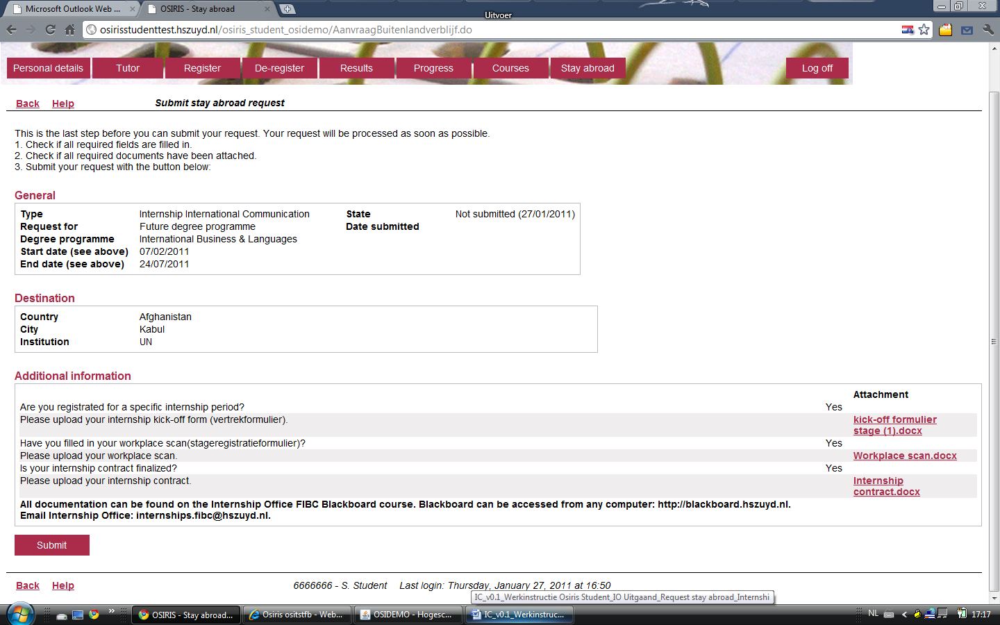 Microsoft Outlook Web ...
OSIRIS - Stay abroad
Uitvoer
osirisstudenttest.hszuyd.nl/osiris_student_osidemo/AanvraagBuitenlandverblijf.do
Personal details Tutor Register De-register Results Progress Courses Stay abroad Log off
Back Help Submit stay abroad request
This is the last step before you can submit your request. Your request will be processed as soon as possible.
1. Check if all required fields are filled in.
2. Check if all required documents have been attached.
3. Submit your request with the button below:
General
Type Internship International Communication State Not submitted (27/01/2011)
Request for Future degree programme Date submitted
Degree programme International Business & Languages
Start date (see above) 07/02/2011
End date (see above) 24/07/2011
Destination
Country Afghanistan
City Kabul
Institution UN
Additional information
Attachment
Are you registrated for a specific internship period? Yes
Please upload your internship kick-off form (vertrekformulier). kick-off formulier
stage (1).docx
Have you filled in your workplace scan(stageregistratieformulier)? Yes
Please upload your workplace scan. Workplace scan.docx
Is your internship contract finalized? Yes
Please upload your internship contract. Internship
contract.docx
All documentation can be found on the Internship Office FIBC Blackboard course. Blackboard can be accessed from any computer: http://blackboard.hszuyd.nl.
Email Internship Office: internships.fibc@hszuyd.nl.
Submit
Back Help 6666666 - S. Student Last login: Thursday, January 27, 2011 at 16:50
IC_v0.1_Werkinstructie Osiris Student_IO Uitgaand_Request stay abroad_Internshi
OSIRIS - Stay abroad... Osiris ositstfb - Web... OSIDEMO - Hogesc... IC_v0.1_Werkinstruc... NL 17:17